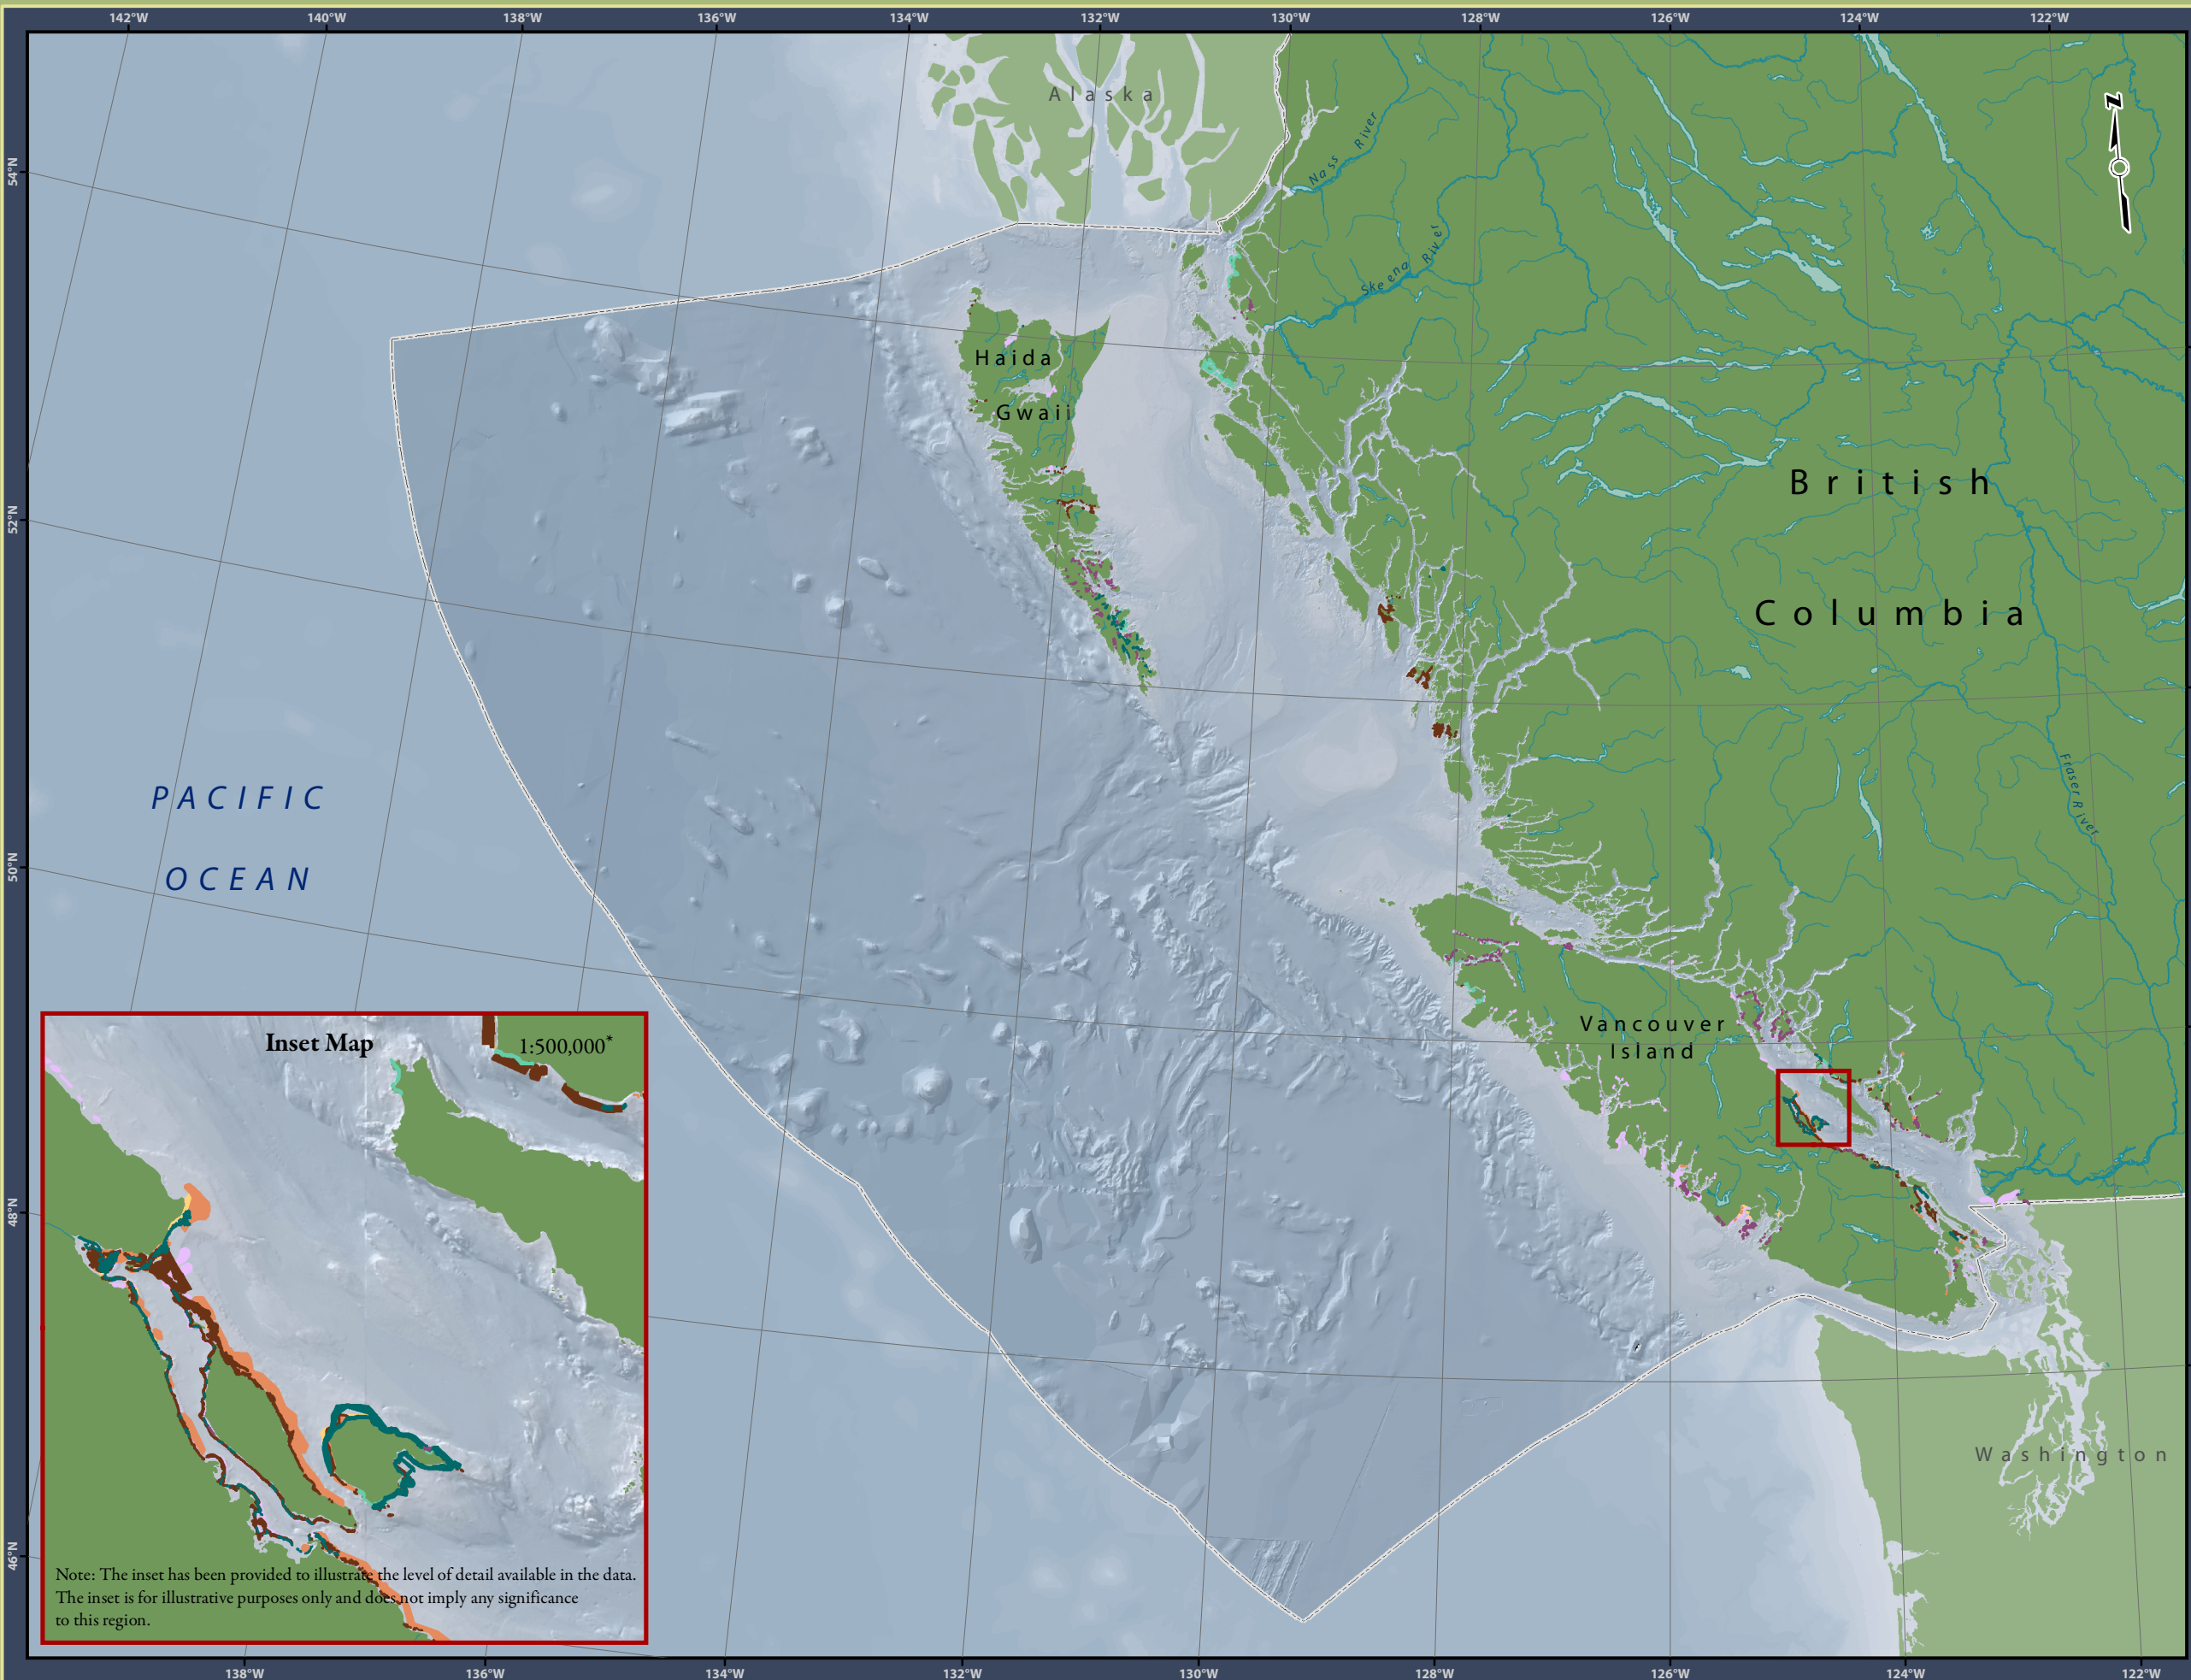 142°W 140°W 138°W 136°W 134°W 132°W 130°W 128°W 126°W 124°W 122°W
Alaska
N
54°N
Nass River
Skeena River
Haida
Gwaii
British
52°N
Columbia
Fraser River
PACIFIC
50°N
OCEAN
Vancouver
Island
Inset Map
1:500,000*
48°N
Washington
46°N
Note: The inset has been provided to illustrate the level of detail available in the data.
The inset is for illustrative purposes only and does not imply any significance
to this region.
138°W 136°W 134°W 132°W 130°W 128°W 126°W 124°W 122°W